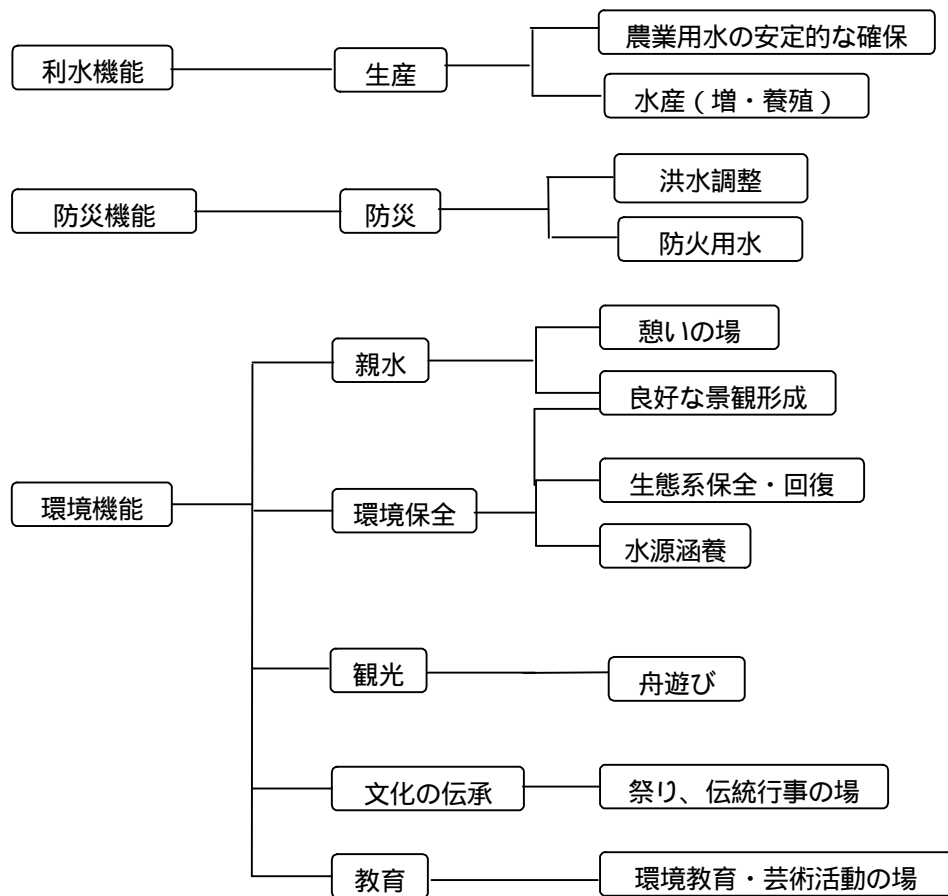 利水機能
生産
農業用水の安定的な確保
水産(増・養殖)
防災機能
防災
洪水調整
防火用水
環境機能
親水
憩いの場
良好な景観形成
環境保全
生態系保全・回復
水源涵養
観光
舟遊び
文化の伝承
祭り、伝統行事の場
教育
環境教育・芸術活動の場